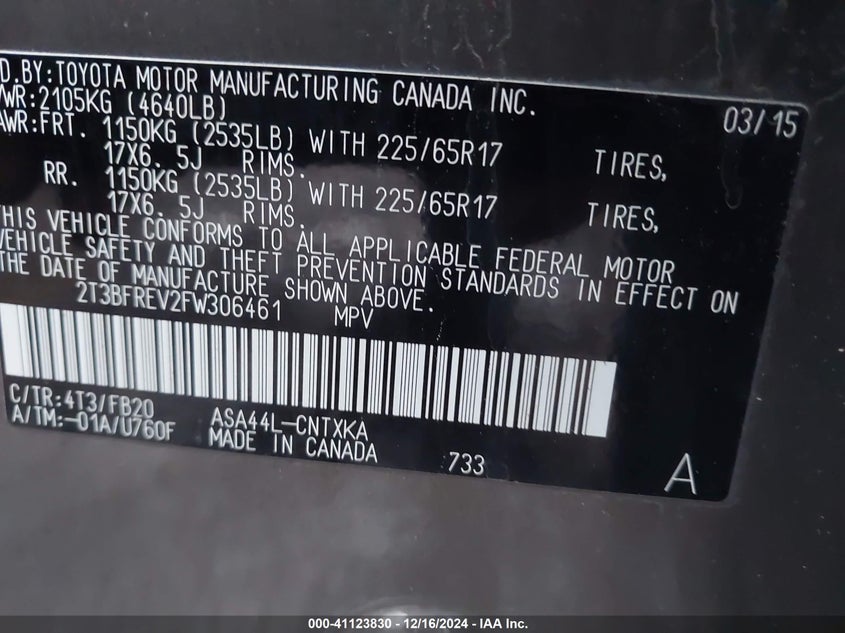 D.BY:TOYOTA MOTOR MANUFACTURING CANADA INC. 03/15
VWR:2105KG (4640LB)
AWR:FRT. 1150KG (2535LB) WITH 225/65R17 TIRES,
17X6.5J RIMS.
RR. 1150KG (2535LB) WITH 225/65R17 TIRES,
17X6.5J RIMS.
THIS VEHICLE CONFORMS TO ALL APPLICABLE FEDERAL MOTOR
VEHICLE SAFETY AND THEFT PREVENTION STANDARDS IN EFFECT ON
THE DATE OF MANUFACTURE SHOWN ABOVE.
2T3BFREV2FW306461 MPV
C/TR:4T3/FB20 ASA44L-CNTXKA
A/TM:-01A/U760F MADE IN CANADA 733 A
000-41123830 - 12/16/2024 - IAA Inc.